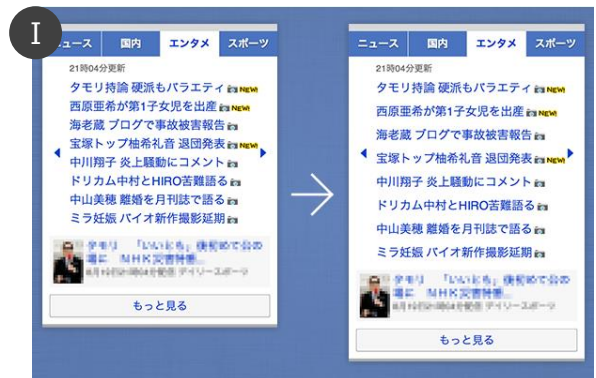 I
ュース 国内 エンタメ スポーツ
21時04分更新
タモリ持論 硬派もバラエティ NEW!
西原亜希が第1子女児を出産 NEW!
海老蔵 ブログで事故被害報告
宝塚トップ柚希礼音 退団発表 NEW!
中川翔子 炎上騒動にコメント
ドリカム中村とHIRO苦難語る
中山美穂 離婚を月刊誌で語る
ミラ妊娠 バイオ新作撮影延期
もっと見る
ニュース 国内 エンタメ スポーツ
21時04分更新
タモリ持論 硬派もバラエティ NEW!
西原亜希が第1子女児を出産 NEW!
海老蔵 ブログで事故被害報告
宝塚トップ柚希礼音 退団発表 NEW!
中川翔子 炎上騒動にコメント
ドリカム中村とHIRO苦難語る
中山美穂 離婚を月刊誌で語る
ミラ妊娠 バイオ新作撮影延期
もっと見る